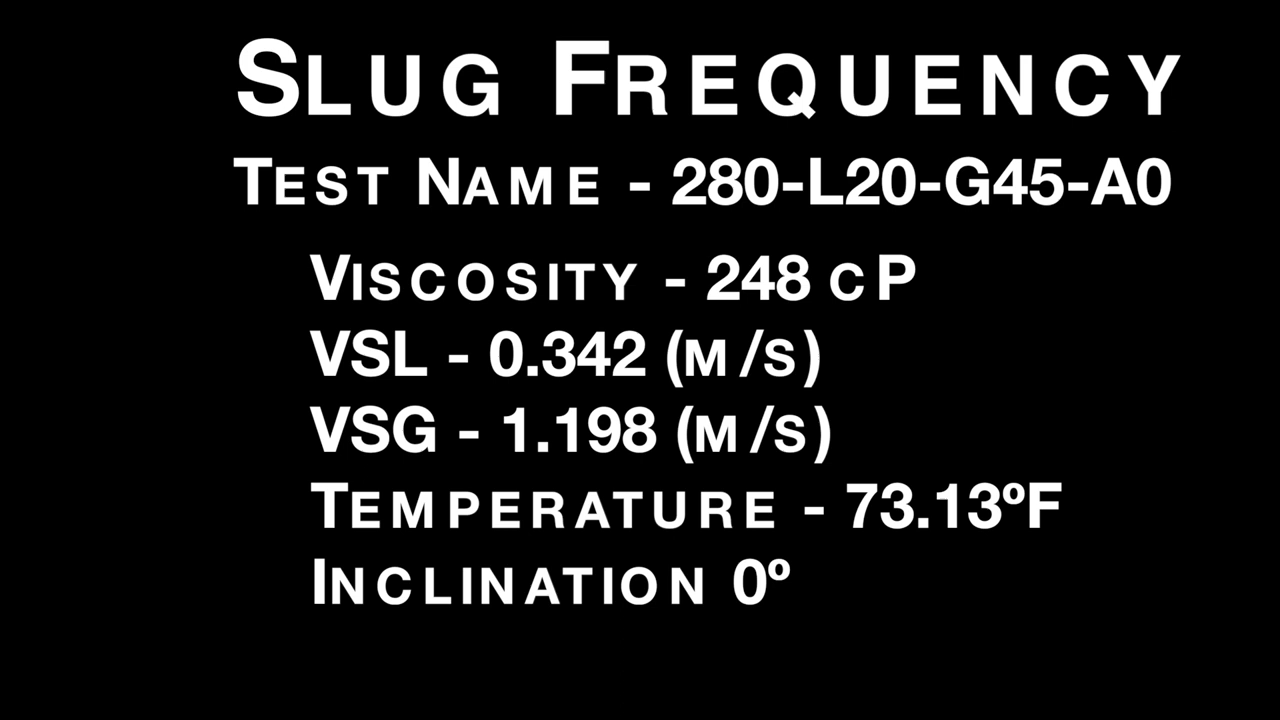 Slug Frequency
Test Name - 280-L20-G45-A0
Viscosity - 248 cP
VSL - 0.342 (m/s)
VSG - 1.198 (m/s)
Temperature - 73.13ºF
Inclination 0º